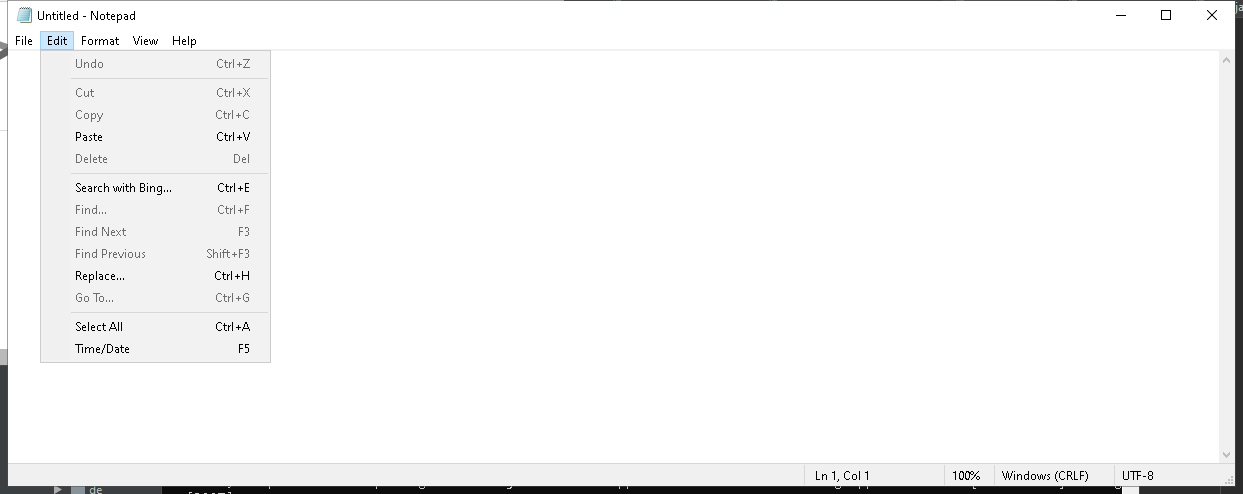 Untitled - Notepad
File Edit Format View Help
Undo Ctrl+Z
Cut Ctrl+X
Copy Ctrl+C
Paste Ctrl+V
Delete Del
Search with Bing... Ctrl+E
Find... Ctrl+F
Find Next F3
Find Previous Shift+F3
Replace... Ctrl+H
Go To... Ctrl+G
Select All Ctrl+A
Time/Date F5
Ln 1, Col 1 100% Windows (CRLF) UTF-8
de